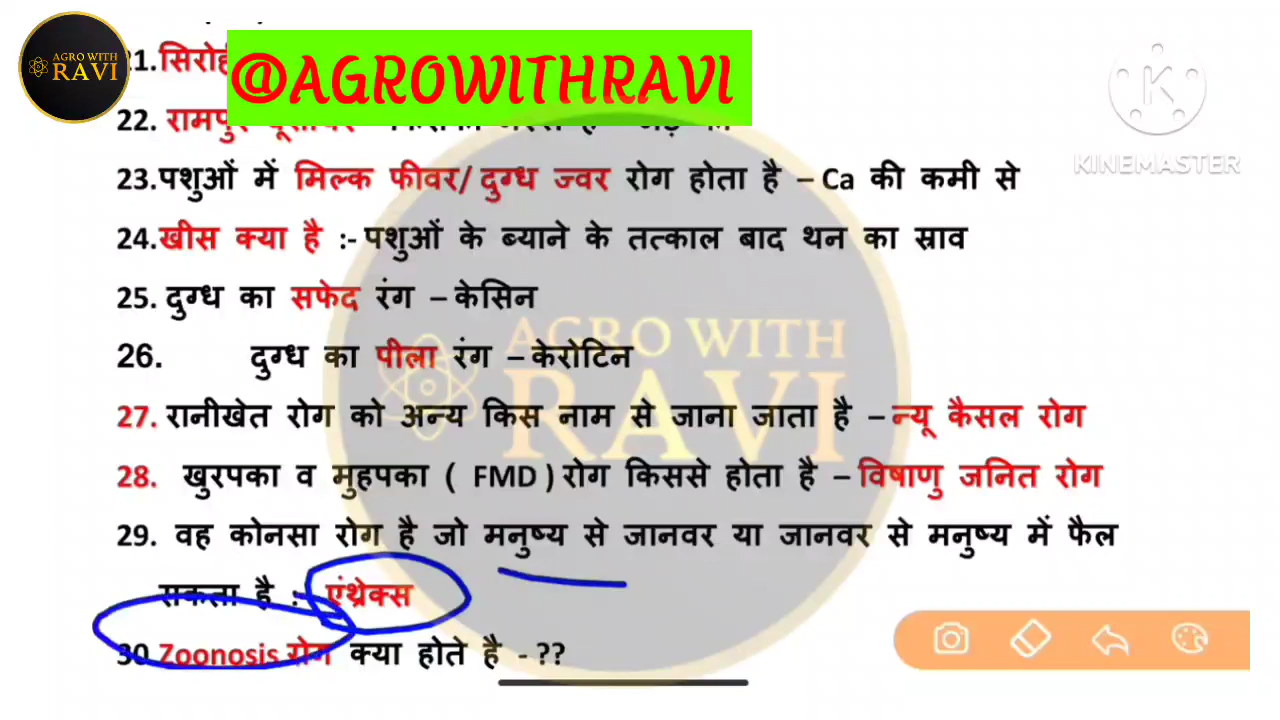 AGRO WITH
RAVI
@AGROWITHRAVI
21. सिरोही
22. रामपुर
KINEMASTER
23.पशुओं में मिल्क फीवर/ दुग्ध ज्वर रोग होता है – Ca की कमी से
24.खीस क्या है :- पशुओं के ब्याने के तत्काल बाद थन का स्राव
25. दुग्ध का सफेद रंग – केसिन
AGRO WITH
RAVI
26. दुग्ध का पीला रंग – केरोटिन
27. रानीखेत रोग को अन्य किस नाम से जाना जाता है – न्यू कैसल रोग
28. खुरपका व मुहपका ( FMD ) रोग किससे होता है – विषाणु जनित रोग
29. वह कोनसा रोग है जो मनुष्य से जानवर या जानवर से मनुष्य में फैल
सकता है :- एंथ्रेक्स
30 Zoonosis रोग क्या होते है - ??